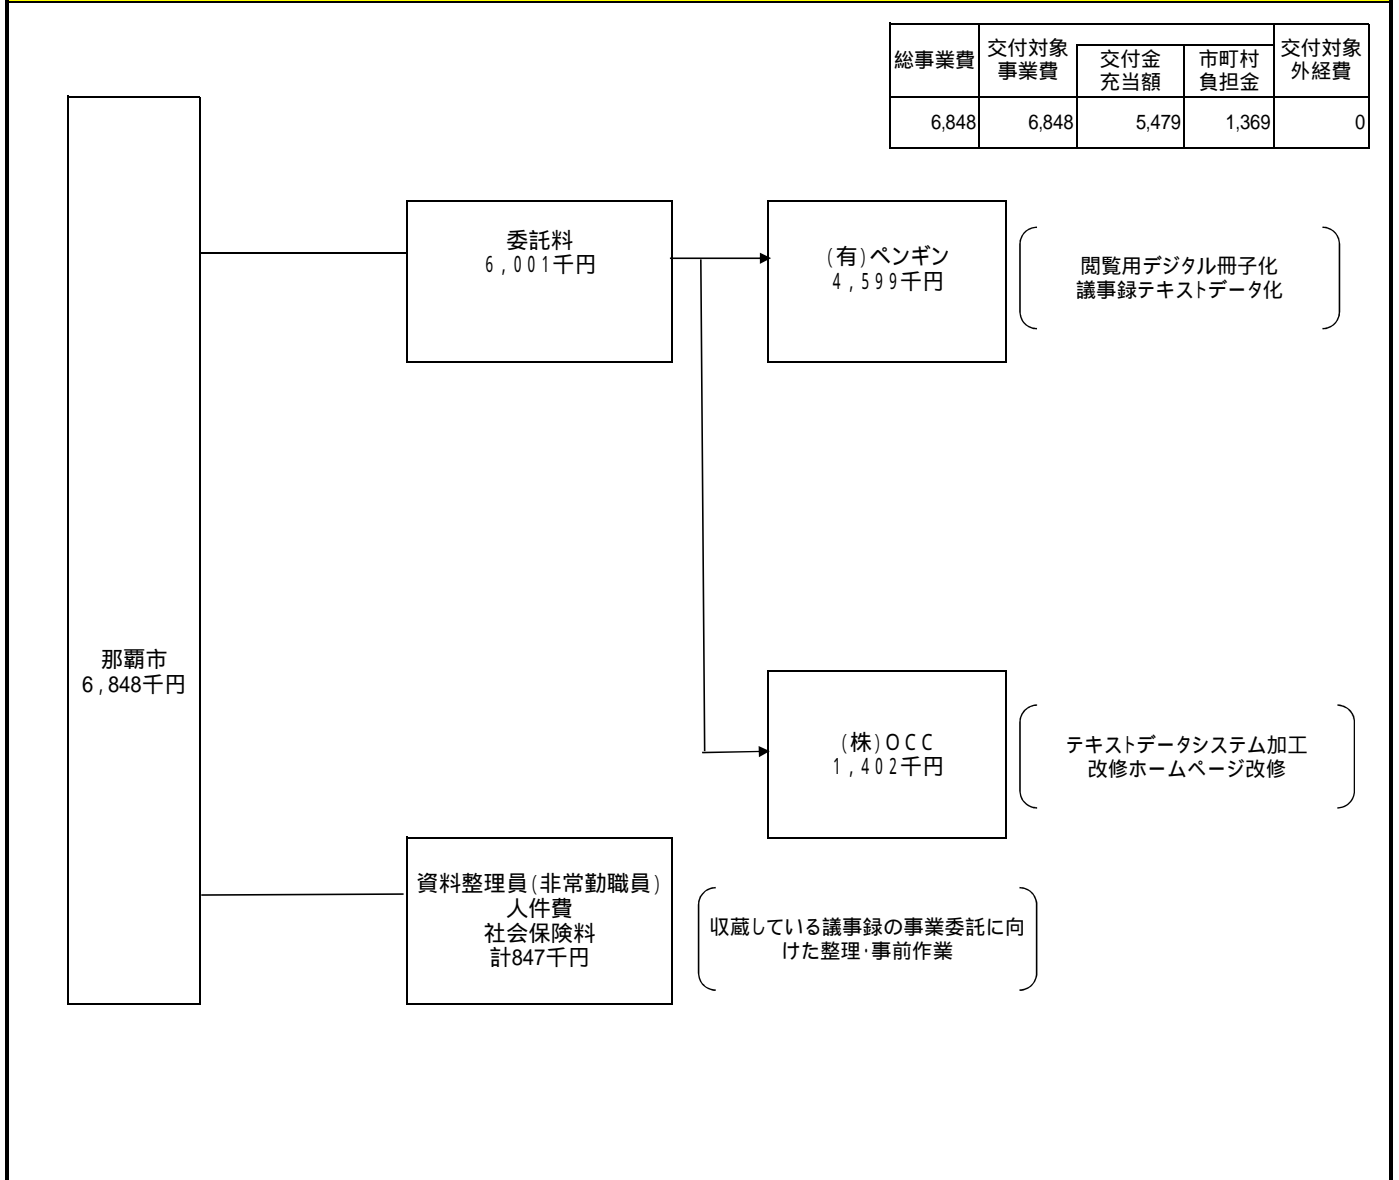 総事業費
交付対象
事業費
交付金
充当額
市町村
負担金
交付対象
外経費
6,848 6,848 5,479 1,369 0
委託料
6,001千円
(有)ペンギン
4,599千円
閲覧用デジタル冊子化
議事録テキストデータ化
那覇市
6,848千円
(株)OCC
1,402千円
テキストデータシステム加工
改修ホームページ改修
資料整理員(非常勤職員)
人件費
社会保険料
計847千円
収蔵している議事録の事業委託に向
けた整理・事前作業